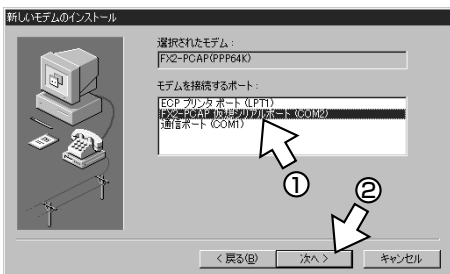 新しいモデムのインストール
選択されたモデム:
FX2-PCAP(PPP64K)
モデムを接続するポート:
ECP プリンタ ポート (LPT1)
FX2-PCAP 仮想シリアルポート (COM2)
通信ポート (COM1)
①
②
< 戻る(B)
次へ >
キャンセル